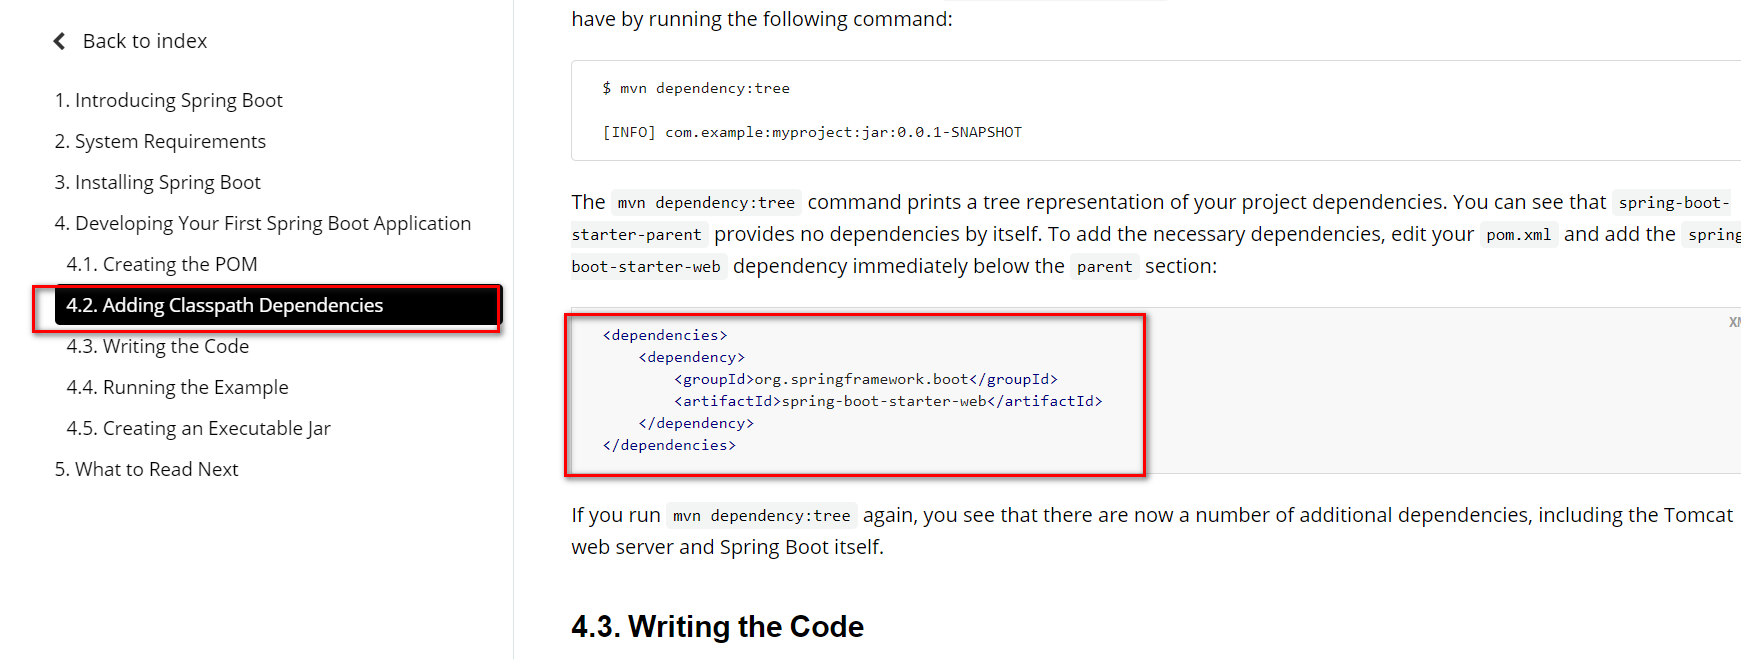 Back to index
1. Introducing Spring Boot
2. System Requirements
3. Installing Spring Boot
4. Developing Your First Spring Boot Application
4.1. Creating the POM
4.2. Adding Classpath Dependencies
4.3. Writing the Code
4.4. Running the Example
4.5. Creating an Executable Jar
5. What to Read Next
have by running the following command:
$ mvn dependency:tree
[INFO] com.example:myproject:jar:0.0.1-SNAPSHOT
The mvn dependency:tree command prints a tree representation of your project dependencies. You can see that spring-boot-
starter-parent provides no dependencies by itself. To add the necessary dependencies, edit your pom.xml and add the spring
boot-starter-web dependency immediately below the parent section:
<dependencies>
    <dependency>
        <groupId>org.springframework.boot</groupId>
        <artifactId>spring-boot-starter-web</artifactId>
    </dependency>
</dependencies>
If you run mvn dependency:tree again, you see that there are now a number of additional dependencies, including the Tomcat
web server and Spring Boot itself.
4.3. Writing the Code